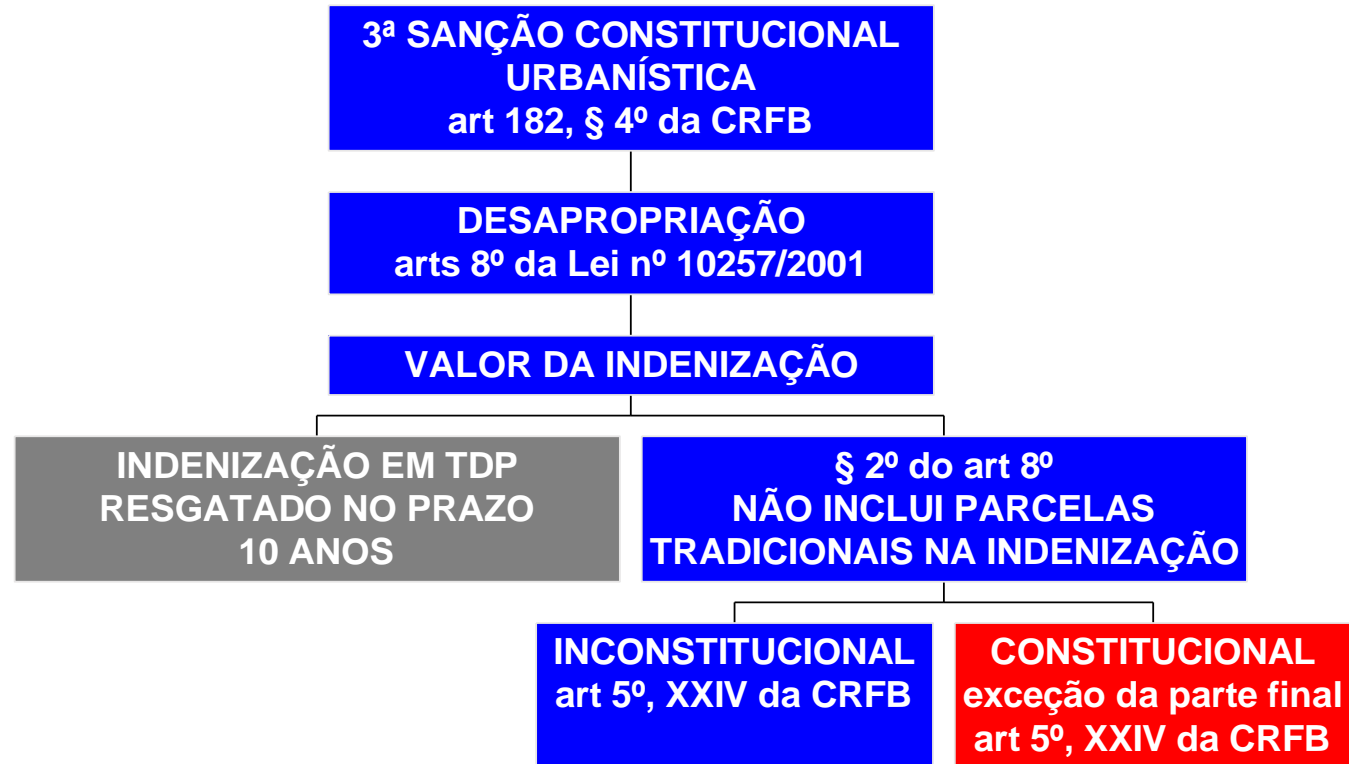 3ª SANÇÃO CONSTITUCIONAL
URBANÍSTICA
art 182, § 4º da CRFB
DESAPROPRIAÇÃO
arts 8º da Lei nº 10257/2001
VALOR DA INDENIZAÇÃO
INDENIZAÇÃO EM TDP
RESGATADO NO PRAZO
10 ANOS
§ 2º do art 8º
NÃO INCLUI PARCELAS
TRADICIONAIS NA INDENIZAÇÃO
INCONSTITUCIONAL
art 5º, XXIV da CRFB
CONSTITUCIONAL
exceção da parte final
art 5º, XXIV da CRFB